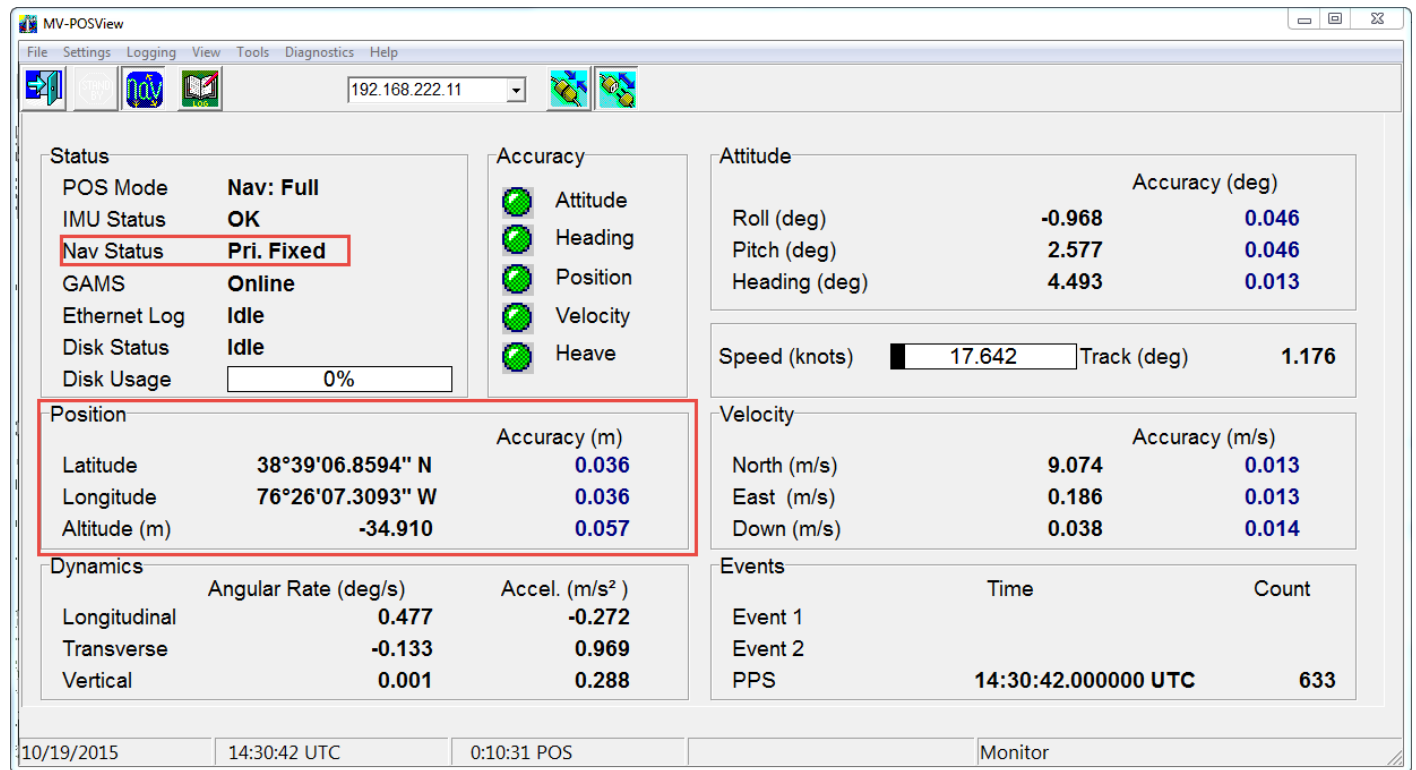 MV-POSView
File Settings Logging View Tools Diagnostics Help
nav LOG 192.168.222.11
Status
POS Mode Nav: Full
IMU Status OK
Nav Status Pri. Fixed
GAMS Online
Ethernet Log Idle
Disk Status Idle
Disk Usage 0%
Accuracy
Attitude
Heading
Position
Velocity
Heave
Attitude
Accuracy (deg)
Roll (deg) -0.968 0.046
Pitch (deg) 2.577 0.046
Heading (deg) 4.493 0.013
Speed (knots) 17.642 Track (deg) 1.176
Position
Accuracy (m)
Latitude 38°39'06.8594" N 0.036
Longitude 76°26'07.3093" W 0.036
Altitude (m) -34.910 0.057
Velocity
Accuracy (m/s)
North (m/s) 9.074 0.013
East (m/s) 0.186 0.013
Down (m/s) 0.038 0.014
Dynamics
Angular Rate (deg/s) Accel. (m/s² )
Longitudinal 0.477 -0.272
Transverse -0.133 0.969
Vertical 0.001 0.288
Events
Time Count
Event 1
Event 2
PPS 14:30:42.000000 UTC 633
10/19/2015 14:30:42 UTC 0:10:31 POS Monitor